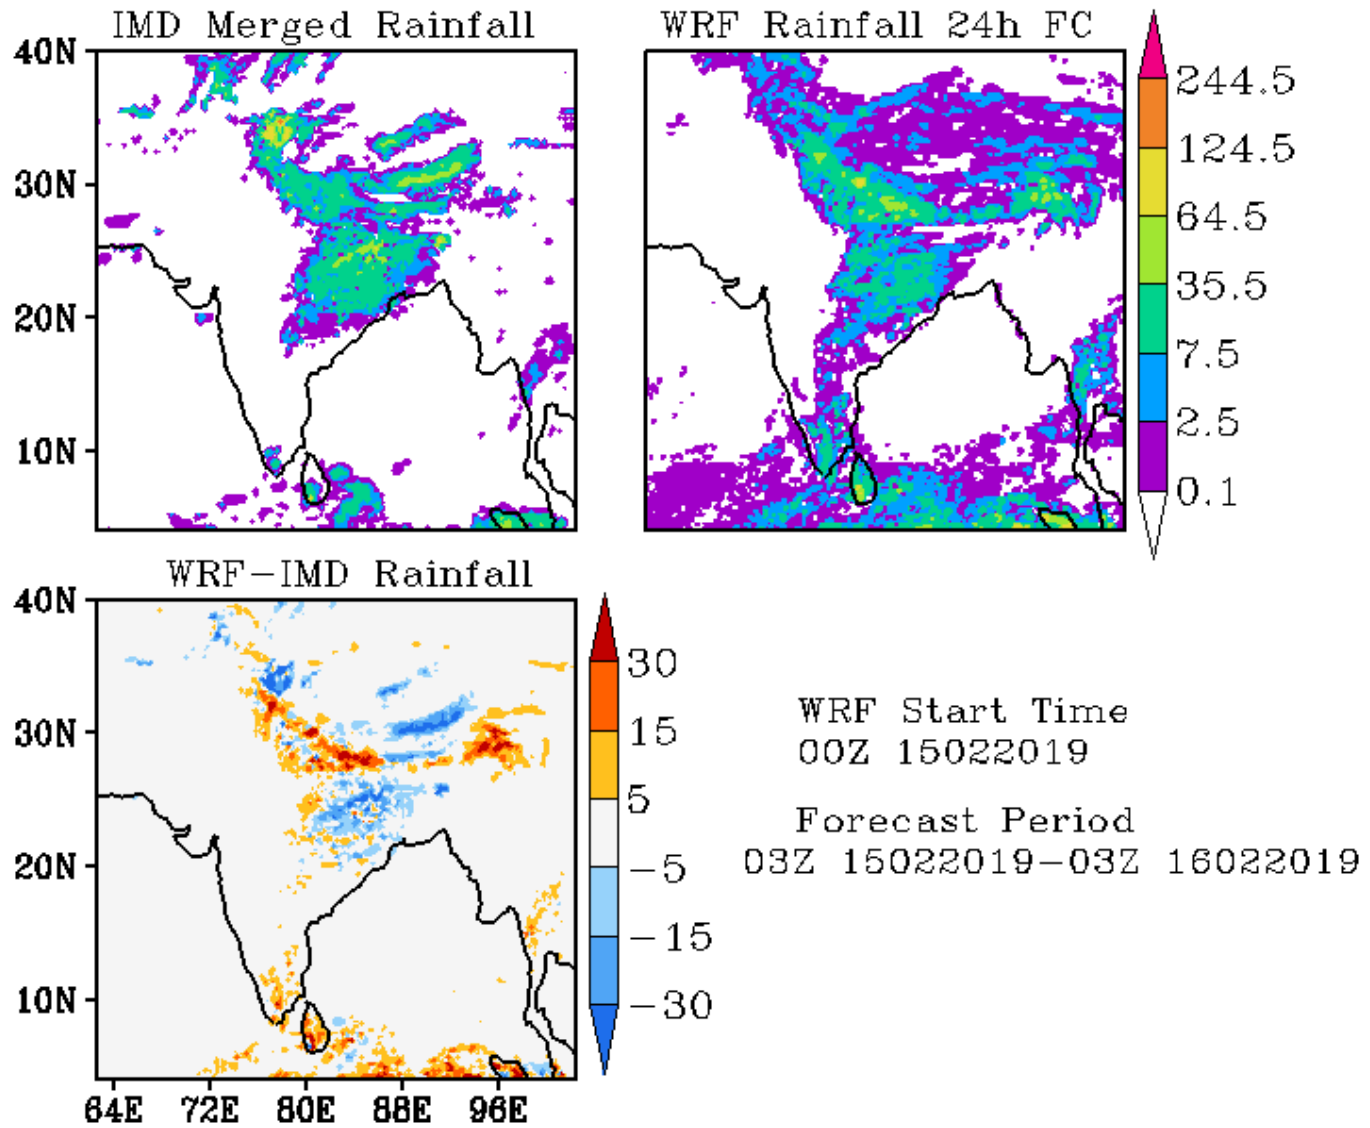 IMD Merged Rainfall
WRF Rainfall 24h FC
40N
30N
20N
10N
244.5
124.5
64.5
35.5
7.5
2.5
0.1
WRF-IMD Rainfall
40N
30N
20N
10N
64E 72E 80E 88E 96E
30
15
5
-5
-15
-30
WRF Start Time
00Z 15022019
Forecast Period
03Z 15022019-03Z 16022019